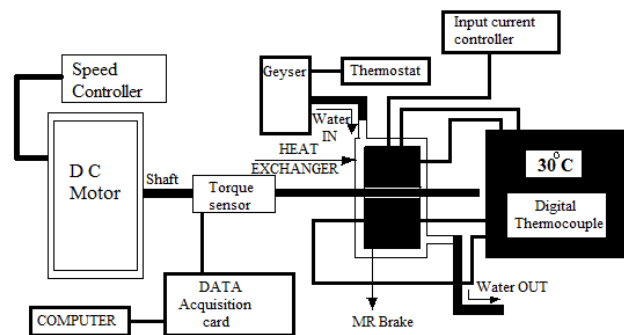 Input current
controller
Speed
Controller
Geyser
Thermostat
Water
IN
HEAT
EXCHANGER
D C
Motor
Shaft
Torque
sensor
30°C
Digital
Thermocouple
DATA
Acquisition
card
COMPUTER
Water OUT
MR Brake